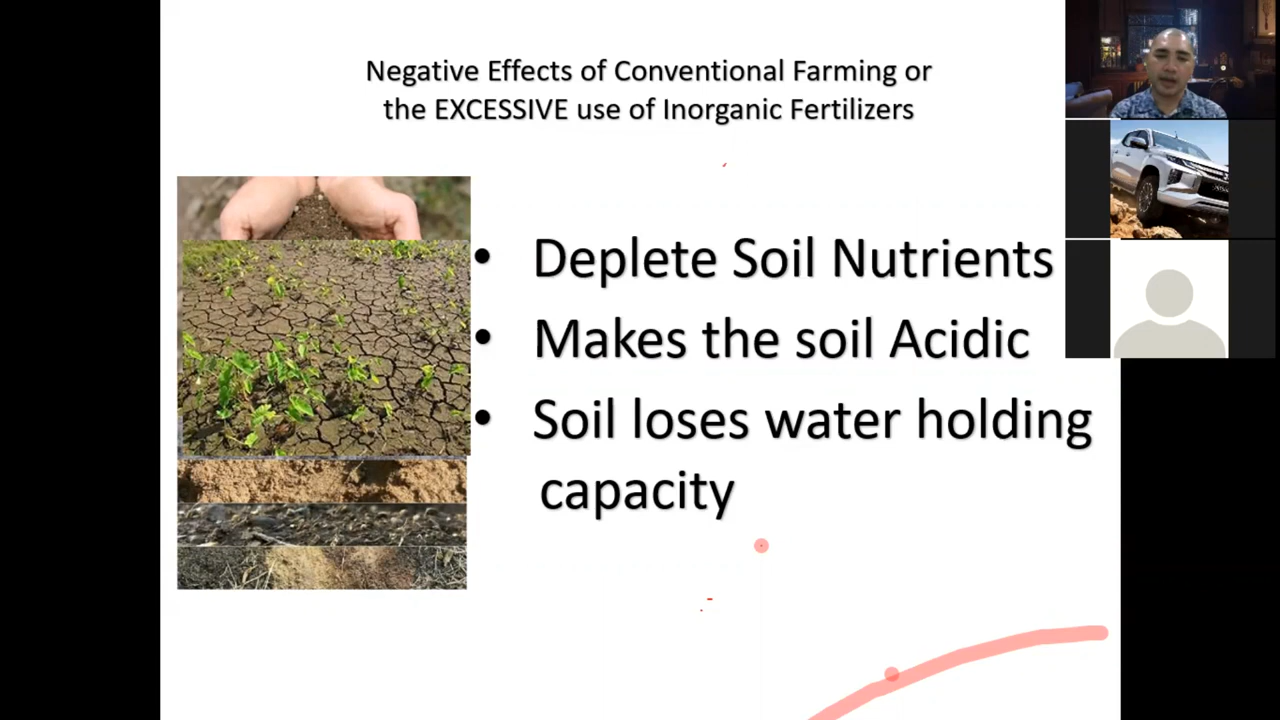 Negative Effects of Conventional Farming or
the EXCESSIVE use of Inorganic Fertilizers
• Deplete Soil Nutrients
• Makes the soil Acidic
• Soil loses water holding
capacity